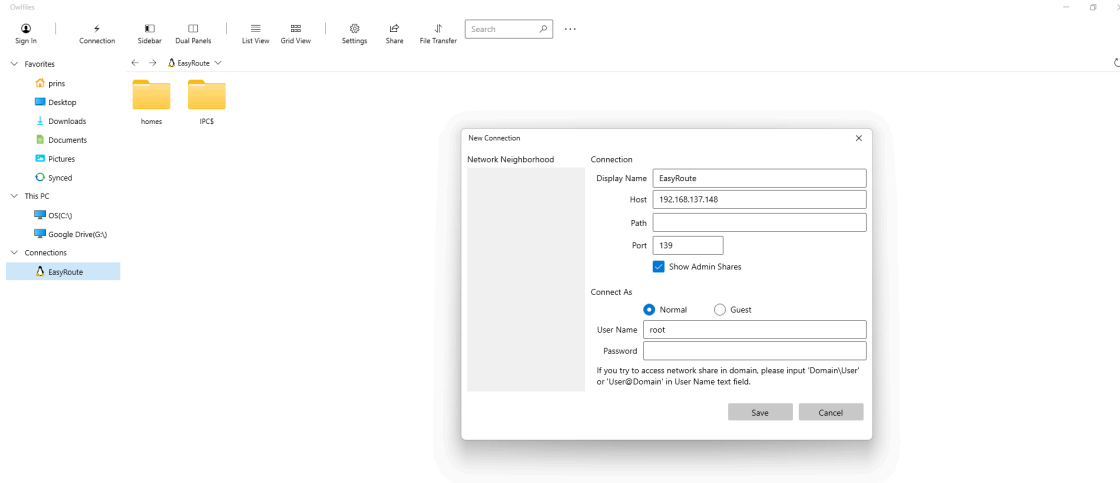 Owlfiles
Sign In
Connection
Sidebar
Dual Panels
List View
Grid View
Settings
Share
File Transfer
Search
Favorites
prins
Desktop
Downloads
Documents
Pictures
Synced
This PC
OS(C:\)
Google Drive(G:\)
Connections
EasyRoute
EasyRoute
homes
IPC$
New Connection
Network Neighborhood
Connection
Display Name EasyRoute
Host 192.168.137.148
Path
Port 139
Show Admin Shares
Connect As
Normal Guest
User Name root
Password
If you try to access network share in domain, please input 'Domain\User'
or 'User@Domain' in User Name text field.
Save Cancel